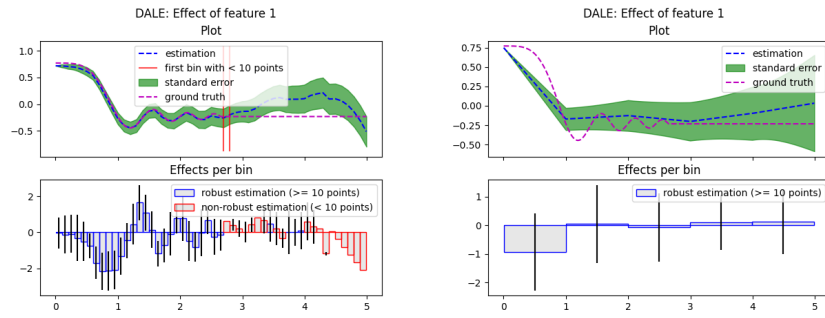 DALE: Effect of feature 1
Plot
1.0
0.5
0.0
−0.5
estimation
first bin with < 10 points
standard error
ground truth
Effects per bin
2
0
−2
robust estimation (>= 10 points)
non-robust estimation (< 10 points)
0 1 2 3 4 5
DALE: Effect of feature 1
Plot
0.75
0.50
0.25
0.00
−0.25
−0.50
estimation
standard error
ground truth
Effects per bin
1
0
−1
−2
robust estimation (>= 10 points)
0 1 2 3 4 5